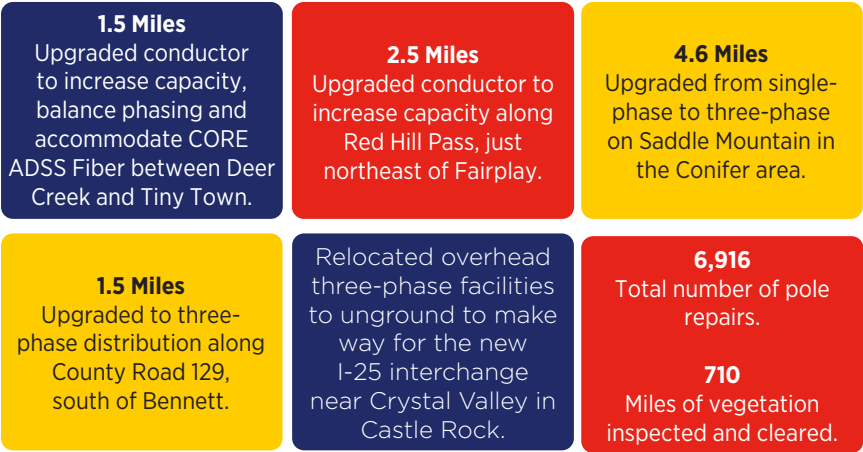 1.5 Miles
Upgraded conductor
to increase capacity,
balance phasing and
accommodate CORE
ADSS Fiber between Deer
Creek and Tiny Town.
2.5 Miles
Upgraded conductor to
increase capacity along
Red Hill Pass, just
northeast of Fairplay.
4.6 Miles
Upgraded from single-
phase to three-phase
on Saddle Mountain in
the Conifer area.
1.5 Miles
Upgraded to three-
phase distribution along
County Road 129,
south of Bennett.
Relocated overhead
three-phase facilities
to unground to make
way for the new
I-25 interchange
near Crystal Valley in
Castle Rock.
6,916
Total number of pole
repairs.
710
Miles of vegetation
inspected and cleared.